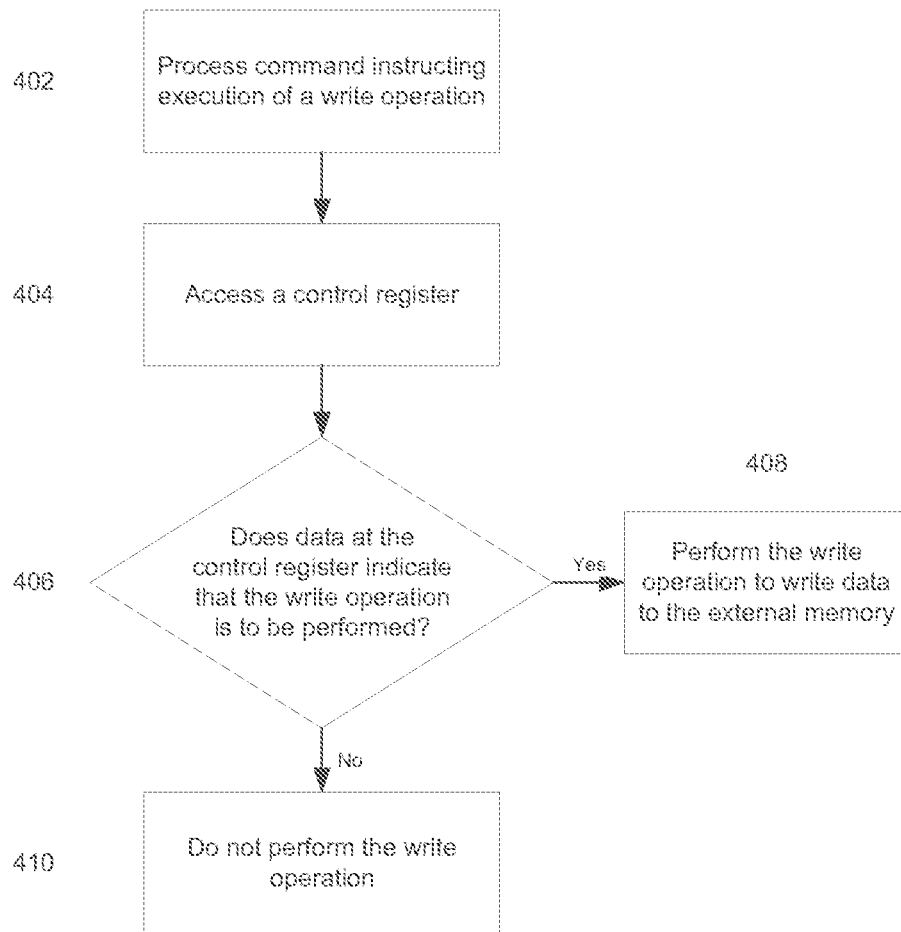 402
Process command instructing
execution of a write operation
404
Access a control register
406
Does data at the
control register indicate
that the write operation
is to be performed?
Yes
408
Perform the write
operation to write data
to the external memory
No
410
Do not perform the write
operation